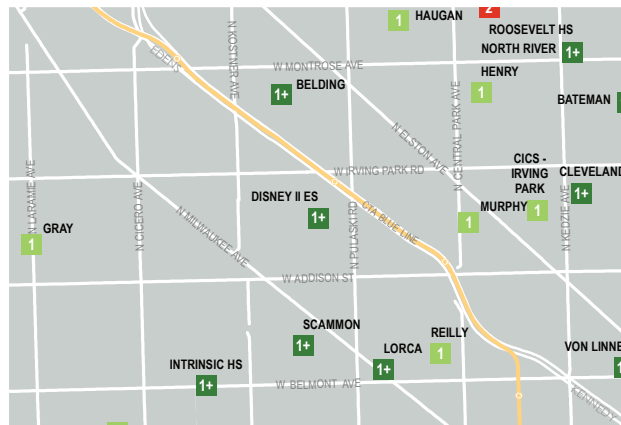 2
1 HAUGAN
ROOSEVELT HS
NORTH RIVER 1+
N KOSTNER AVE
EDENS
W MONTROSE AVE
HENRY
1
1+ BELDING
BATEMAN
N CENTRAL PARK AVE
N ELSTON AVE
CICS -
IRVING
PARK
1
CLEVELAND
1+
W IRVING PARK RD
N LARAMIE AVE
GRAY
1
N CICERO AVE
N MILWAUKEE AVE
DISNEY II ES
1+
N PULASKI RD
CTA BLUE LINE
MURPHY
1
N KEDZIE AVE
W ADDISON ST
SCAMMON
1+
REILLY
1
LORCA
1+
VON LINNE
INTRINSIC HS
1+
W BELMONT AVE
KENNEDY